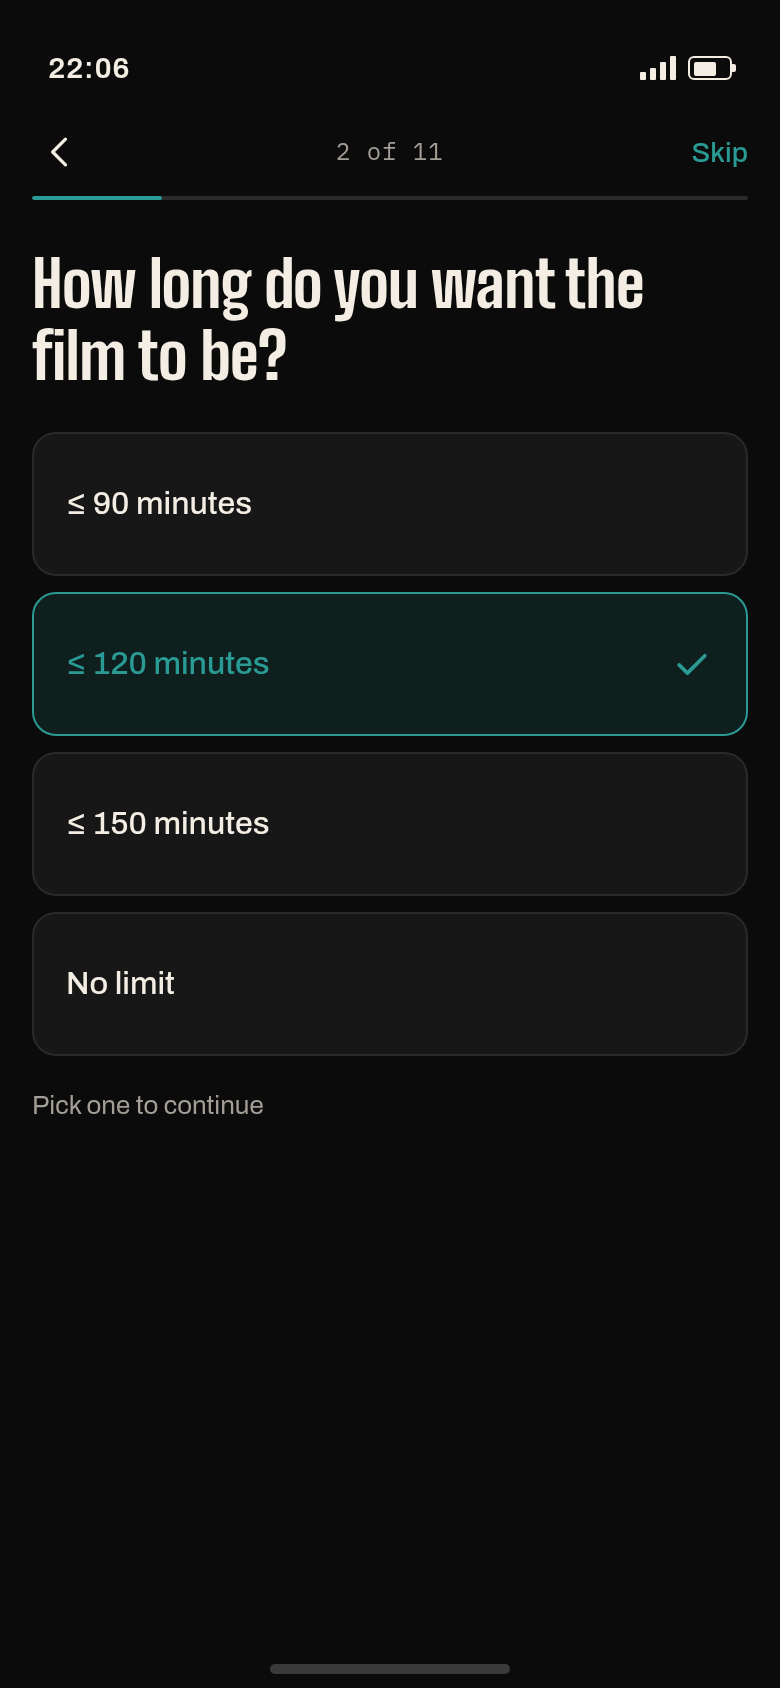 22:06
2 of 11
Skip
How long do you want the
film to be?
≤ 90 minutes
≤ 120 minutes
≤ 150 minutes
No limit
Pick one to continue